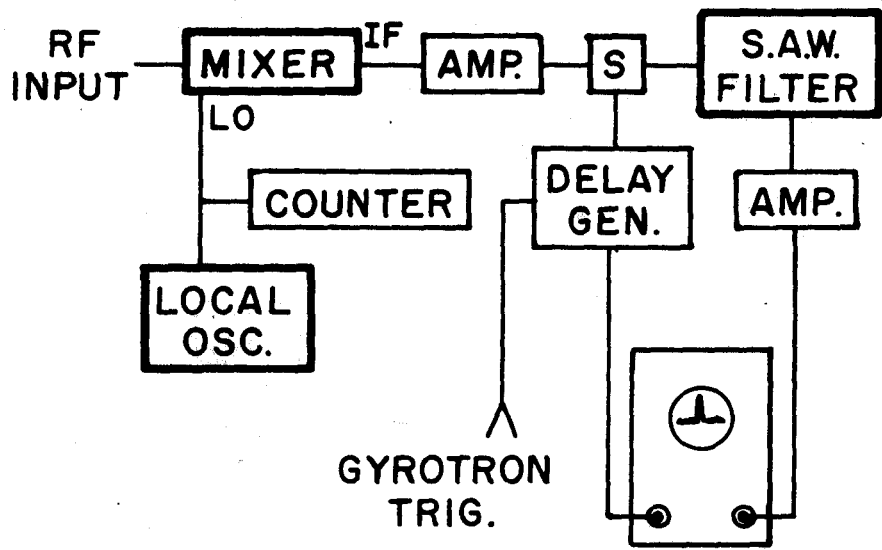 RF
INPUT
MIXER
IF
AMP.
S
S.A.W.
FILTER
LO
COUNTER
DELAY
GEN.
AMP.
LOCAL
OSC.
GYROTRON
TRIG.